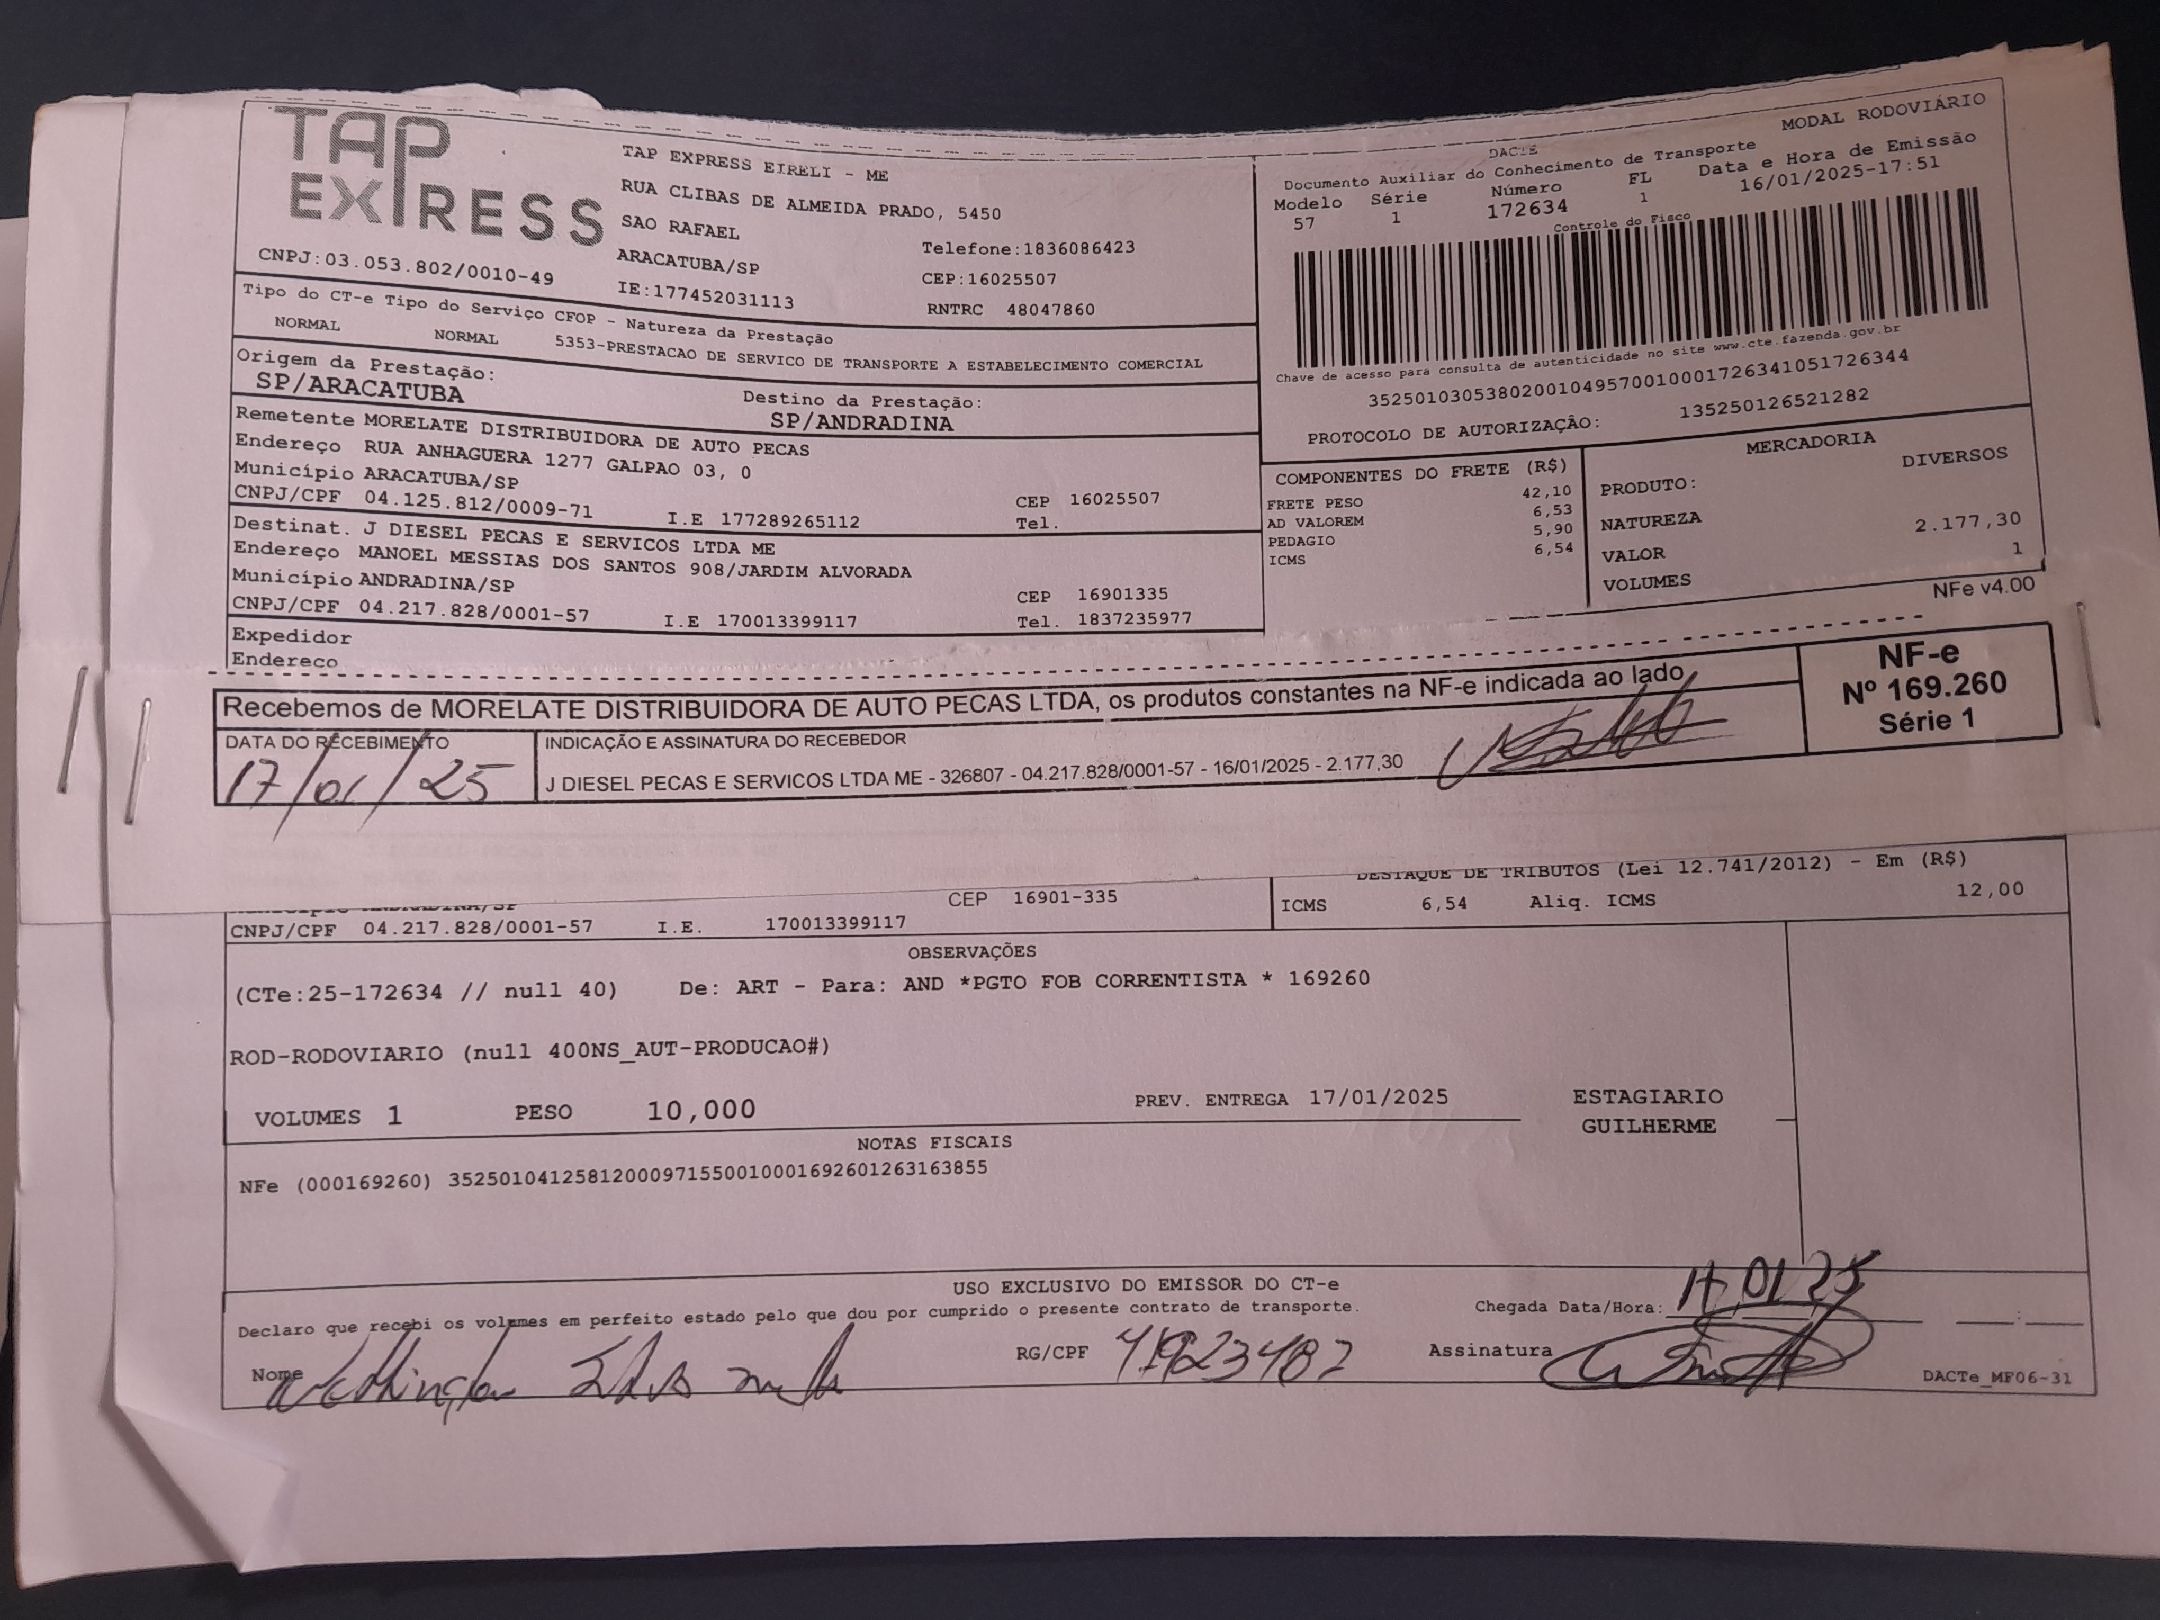 TAP EXPRESS
TAP EXPRESS EIRELI - ME
RUA CLIBAS DE ALMEIDA PRADO, 5450
SAO RAFAEL
Telefone:1836086423
ARACATUBA/SP
CEP:16025507
CNPJ:03.053.802/0010-49
IE:177452031113
RNTRC 48047860
MODAL RODOVIÁRIO
DACTE
Documento Auxiliar do Conhecimento de Transporte
Modelo Série Número FL Data e Hora de Emissão
57 1 172634 1 16/01/2025-17:51
Controle do Fisco
Chave de acesso para consulta de autenticidade no site www.cte.fazenda.gov.br
35250103053802001049570010001726341051726344
PROTOCOLO DE AUTORIZAÇÃO: 135250126521282
Tipo do CT-e Tipo do Serviço CFOP - Natureza da Prestação
NORMAL NORMAL 5353-PRESTACAO DE SERVICO DE TRANSPORTE A ESTABELECIMENTO COMERCIAL
Origem da Prestação: Destino da Prestação:
SP/ARACATUBA SP/ANDRADINA
Remetente MORELATE DISTRIBUIDORA DE AUTO PECAS
Endereço RUA ANHAGUERA 1277 GALPAO 03, 0
Município ARACATUBA/SP CEP 16025507
CNPJ/CPF 04.125.812/0009-71 I.E 177289265112 Tel.
Destinat. J DIESEL PECAS E SERVICOS LTDA ME
Endereço MANOEL MESSIAS DOS SANTOS 908/JARDIM ALVORADA
Município ANDRADINA/SP CEP 16901335
CNPJ/CPF 04.217.828/0001-57 I.E 170013399117 Tel. 1837235977
Expedidor
Endereco
COMPONENTES DO FRETE (R$)
FRETE PESO 42,10
AD VALOREM 6,53
PEDAGIO 5,90
ICMS 6,54
MERCADORIA
PRODUTO: DIVERSOS
NATUREZA
VALOR 2.177,30
VOLUMES 1
NFe v4.00
Recebemos de MORELATE DISTRIBUIDORA DE AUTO PECAS LTDA, os produtos constantes na NF-e indicada ao lado
NF-e
Nº 169.260
Série 1
DATA DO RECEBIMENTO INDICAÇÃO E ASSINATURA DO RECEBEDOR
17/01/25 J DIESEL PECAS E SERVICOS LTDA ME - 326807 - 04.217.828/0001-57 - 16/01/2025 - 2.177,30
DESTAQUE DE TRIBUTOS (Lei 12.741/2012) - Em (R$)
Município ANDRADINA/SP CEP 16901-335 ICMS 6,54 Aliq. ICMS 12,00
CNPJ/CPF 04.217.828/0001-57 I.E. 170013399117
OBSERVAÇÕES
(CTe:25-172634 // null 40) De: ART - Para: AND *PGTO FOB CORRENTISTA * 169260
ROD-RODOVIARIO (null 400NS_AUT-PRODUCAO#)
VOLUMES 1 PESO 10,000 PREV. ENTREGA 17/01/2025 ESTAGIARIO
GUILHERME
NOTAS FISCAIS
NFe (000169260) 35250104125812000971550010001692601263163855
USO EXCLUSIVO DO EMISSOR DO CT-e
Declaro que recebi os volumes em perfeito estado pelo que dou por cumprido o presente contrato de transporte. Chegada Data/Hora: 17/01/25
Nome RG/CPF Assinatura
DACTe_MF06-31